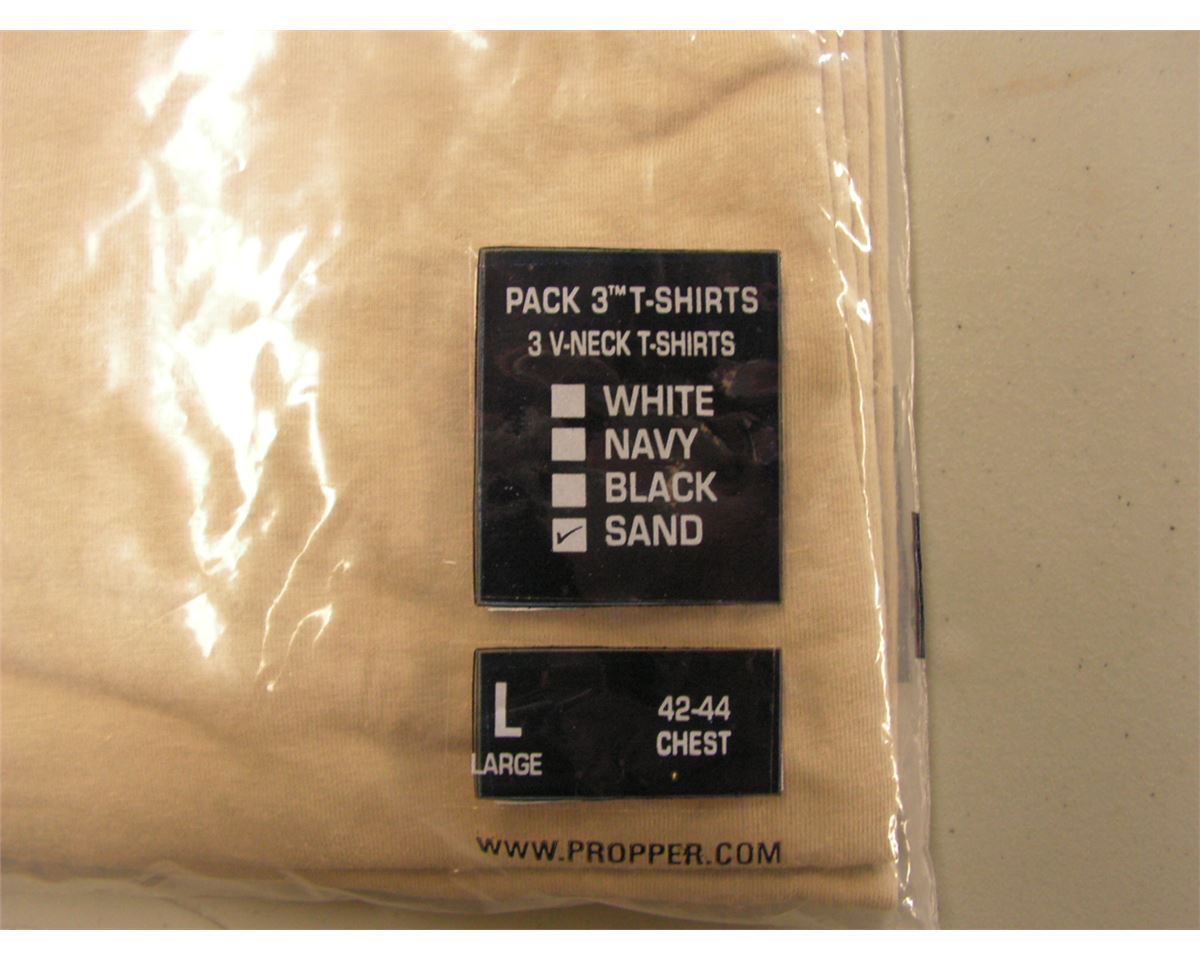 PACK 3™ T-SHIRTS
3 V-NECK T-SHIRTS
WHITE
NAVY
BLACK
SAND
L
LARGE
42-44
CHEST
WWW.PROPPER.COM